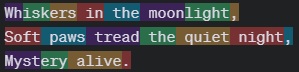 Whiskers in the moonlight,
Soft paws tread the quiet night,
Mystery alive.